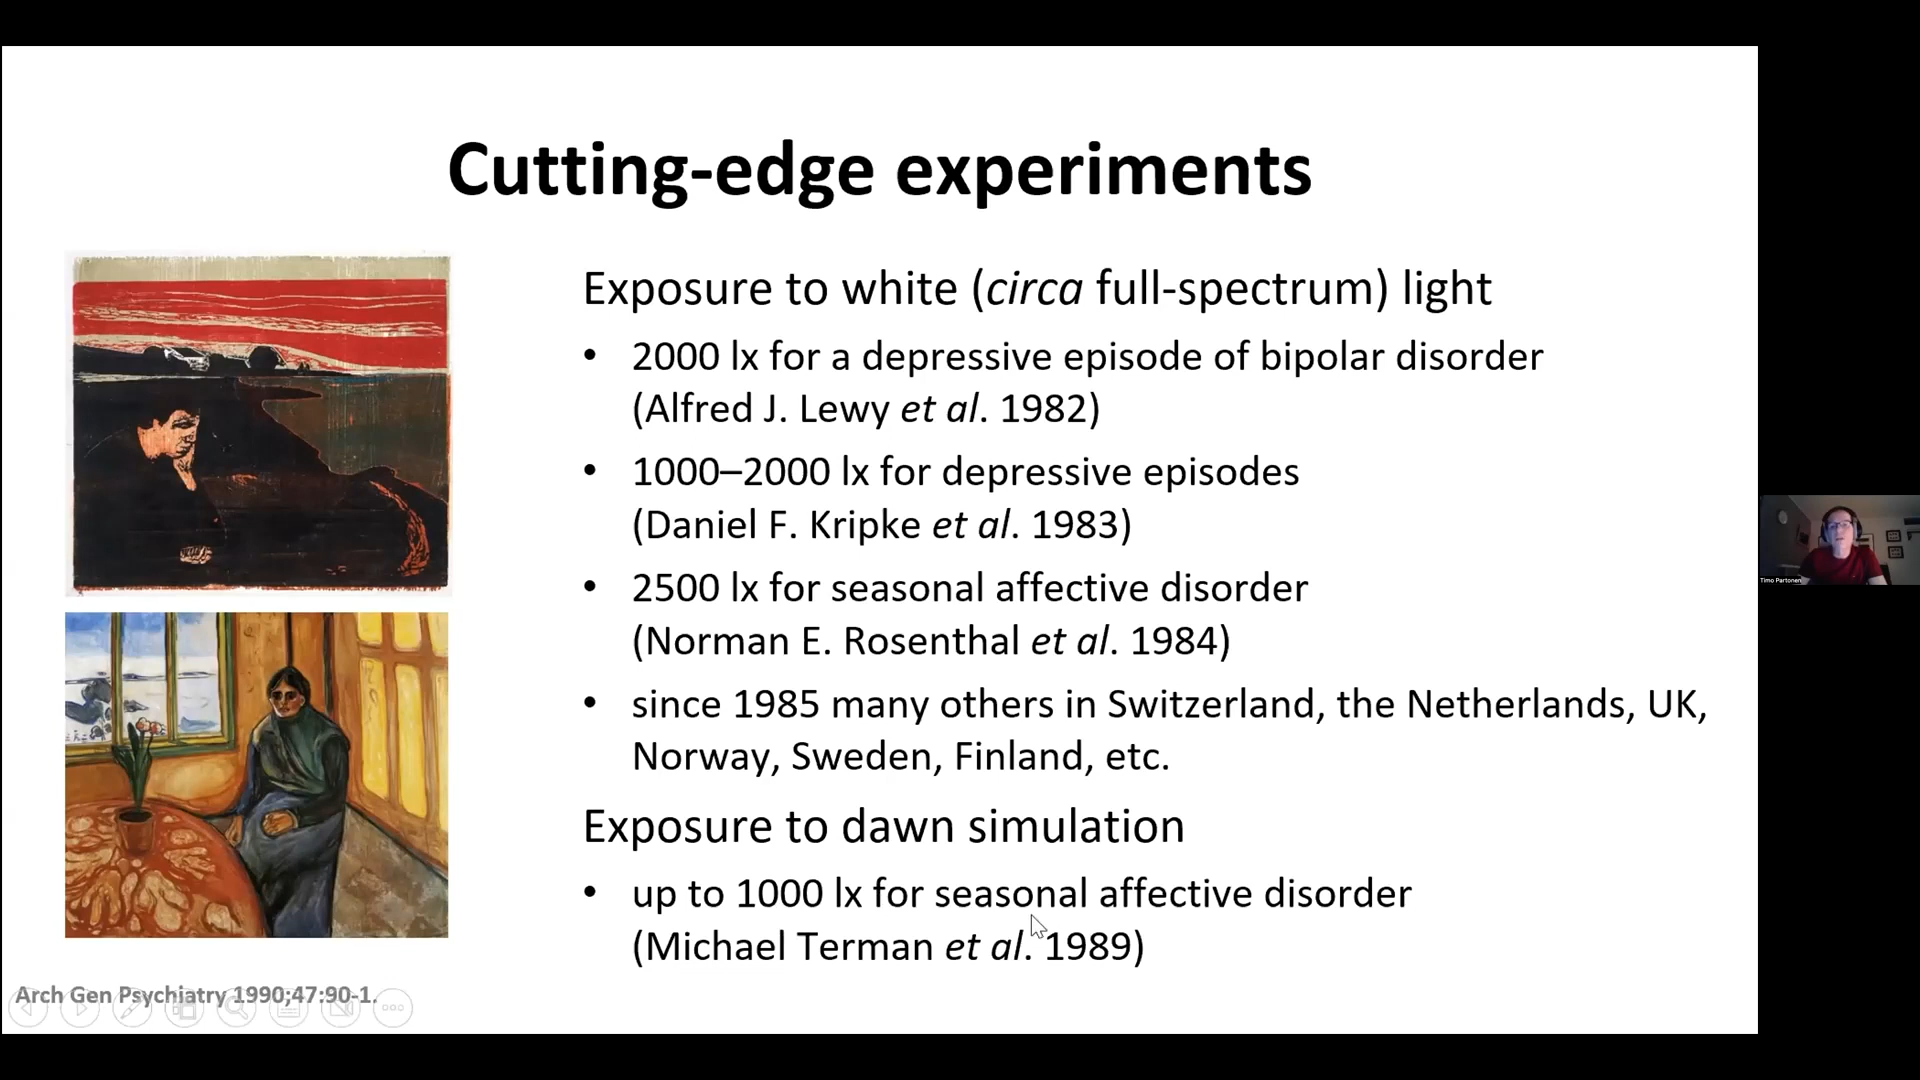 Cutting-edge experiments
Exposure to white (circa full-spectrum) light
• 2000 lx for a depressive episode of bipolar disorder
(Alfred J. Lewy et al. 1982)
• 1000–2000 lx for depressive episodes
(Daniel F. Kripke et al. 1983)
• 2500 lx for seasonal affective disorder
(Norman E. Rosenthal et al. 1984)
• since 1985 many others in Switzerland, the Netherlands, UK,
Norway, Sweden, Finland, etc.
Exposure to dawn simulation
• up to 1000 lx for seasonal affective disorder
(Michael Terman et al. 1989)
Arch Gen Psychiatry 1990;47:90-1.
Timo Partonen